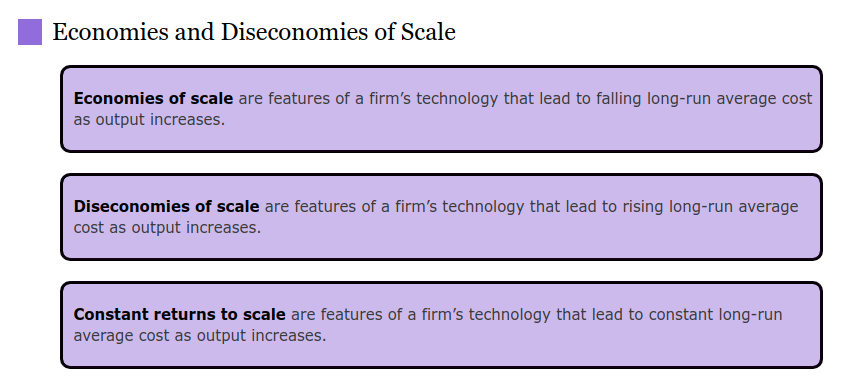 Economies and Diseconomies of Scale
Economies of scale are features of a firm’s technology that lead to falling long-run average cost
as output increases.
Diseconomies of scale are features of a firm’s technology that lead to rising long-run average
cost as output increases.
Constant returns to scale are features of a firm’s technology that lead to constant long-run
average cost as output increases.